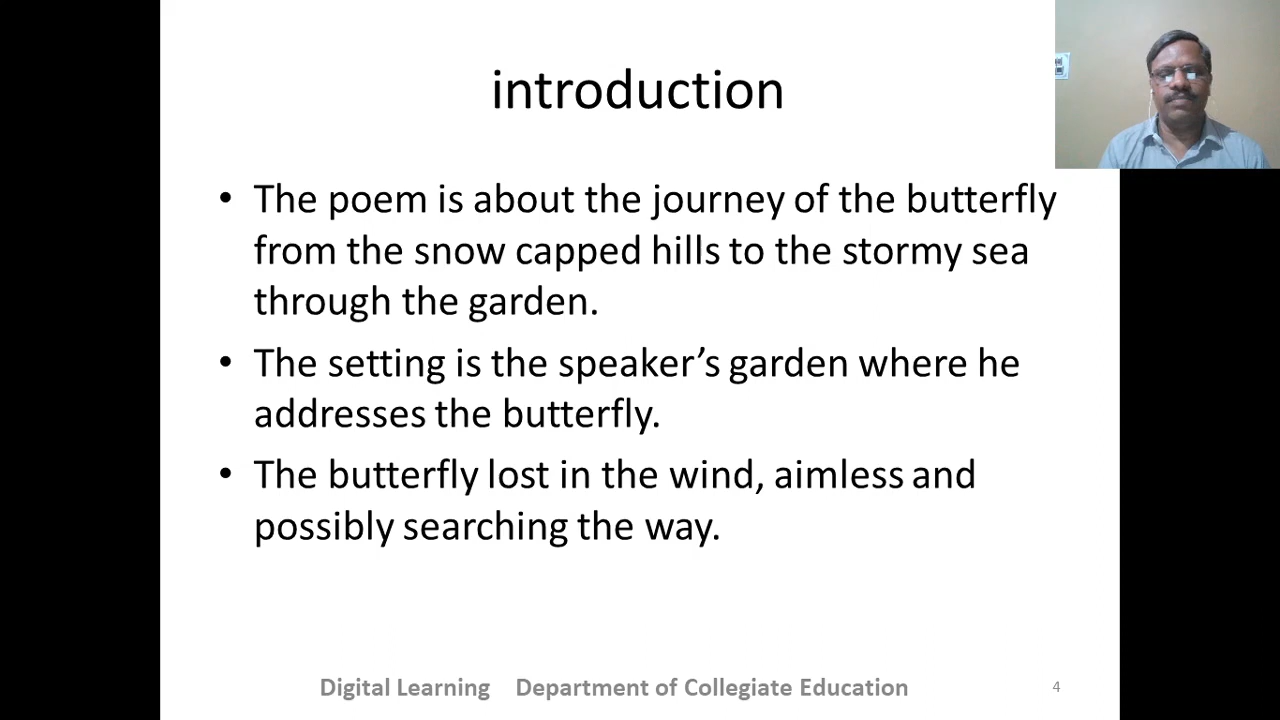 introduction
• The poem is about the journey of the butterfly
from the snow capped hills to the stormy sea
through the garden.
• The setting is the speaker’s garden where he
addresses the butterfly.
• The butterfly lost in the wind, aimless and
possibly searching the way.
Digital Learning Department of Collegiate Education 4